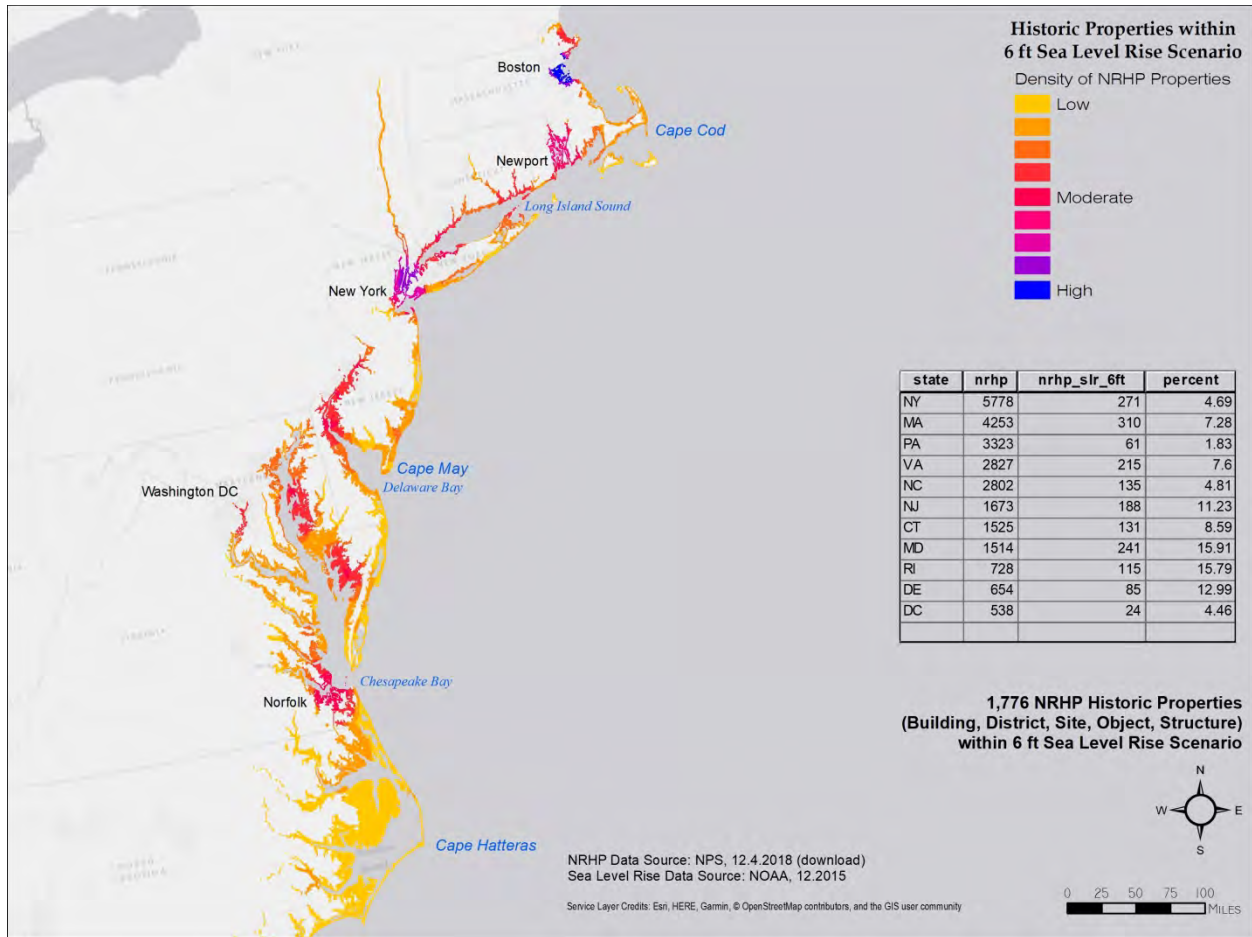 Historic Properties within
6 ft Sea Level Rise Scenario
Density of NRHP Properties
Low
Moderate
High
Boston
Cape Cod
Newport
Long Island Sound
New York
Cape May
Delaware Bay
Washington DC
Chesapeake Bay
Norfolk
Cape Hatteras
state nrhp nrhp_slr_6ft percent
NY 5778 271 4.69
MA 4253 310 7.28
PA 3323 61 1.83
VA 2827 215 7.6
NC 2802 135 4.81
NJ 1673 188 11.23
CT 1525 131 8.59
MD 1514 241 15.91
RI 728 115 15.79
DE 654 85 12.99
DC 538 24 4.46
1,776 NRHP Historic Properties
(Building, District, Site, Object, Structure)
within 6 ft Sea Level Rise Scenario
N
W E
S
NRHP Data Source: NPS, 12.4.2018 (download)
Sea Level Rise Data Source: NOAA, 12.2015
Service Layer Credits: Esri, HERE, Garmin, © OpenStreetMap contributors, and the GIS user community
0 25 50 75 100
MILES